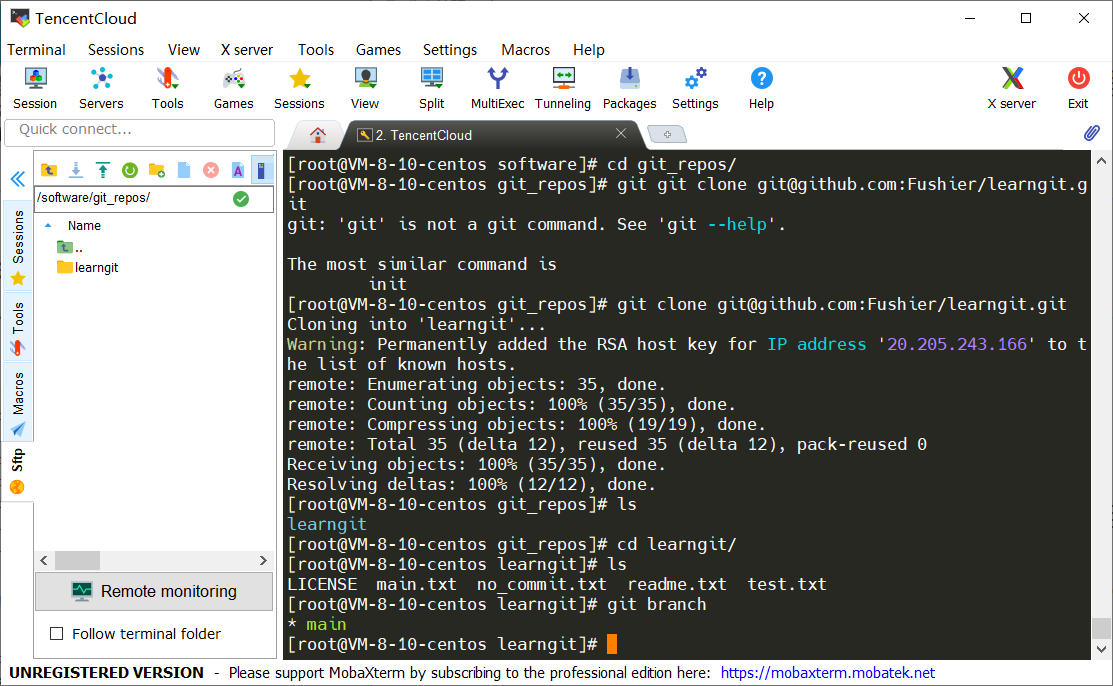 TencentCloud
Terminal Sessions View X server Tools Games Settings Macros Help
Session Servers Tools Games Sessions View Split MultiExec Tunneling Packages Settings Help X server Exit
Quick connect...
2. TencentCloud
/software/git_repos/
Name
..
learngit
Sessions
Tools
Macros
Sftp
Remote monitoring
Follow terminal folder
[root@VM-8-10-centos software]# cd git_repos/
[root@VM-8-10-centos git_repos]# git git clone git@github.com:Fushier/learngit.g
it
git: 'git' is not a git command. See 'git --help'.
The most similar command is
init
[root@VM-8-10-centos git_repos]# git clone git@github.com:Fushier/learngit.git
Cloning into 'learngit'...
Warning: Permanently added the RSA host key for IP address '20.205.243.166' to t
he list of known hosts.
remote: Enumerating objects: 35, done.
remote: Counting objects: 100% (35/35), done.
remote: Compressing objects: 100% (19/19), done.
remote: Total 35 (delta 12), reused 35 (delta 12), pack-reused 0
Receiving objects: 100% (35/35), done.
Resolving deltas: 100% (12/12), done.
[root@VM-8-10-centos git_repos]# ls
learngit
[root@VM-8-10-centos git_repos]# cd learngit/
[root@VM-8-10-centos learngit]# ls
LICENSE main.txt no_commit.txt readme.txt test.txt
[root@VM-8-10-centos learngit]# git branch
* main
[root@VM-8-10-centos learngit]#
UNREGISTERED VERSION - Please support MobaXterm by subscribing to the professional edition here: https://mobaxterm.mobatek.net